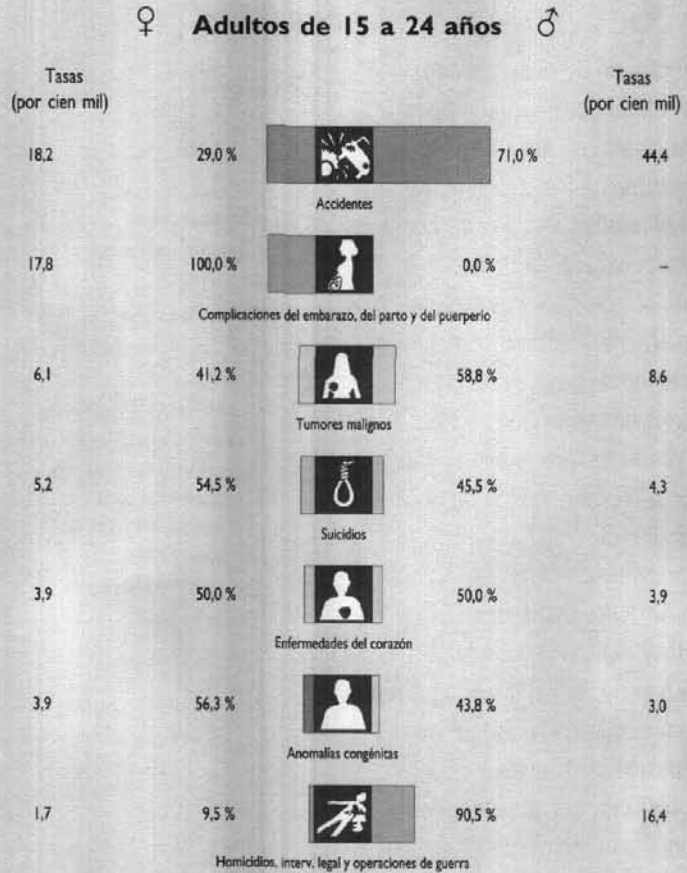 ♀ Adultos de 15 a 24 años ♂
Tasas Tasas
(por cien mil) (por cien mil)
18,2 29,0 % 71,0 % 44,4
Accidentes
17,8 100,0 % 0,0 % –
Complicaciones del embarazo, del parto y del puerperio
6,1 41,2 % 58,8 % 8,6
Tumores malignos
5,2 54,5 % 45,5 % 4,3
Suicidios
3,9 50,0 % 50,0 % 3,9
Enfermedades del corazón
3,9 56,3 % 43,8 % 3,0
Anomalías congénitas
1,7 9,5 % 90,5 % 16,4
Homicidios, interv. legal y operaciones de guerra